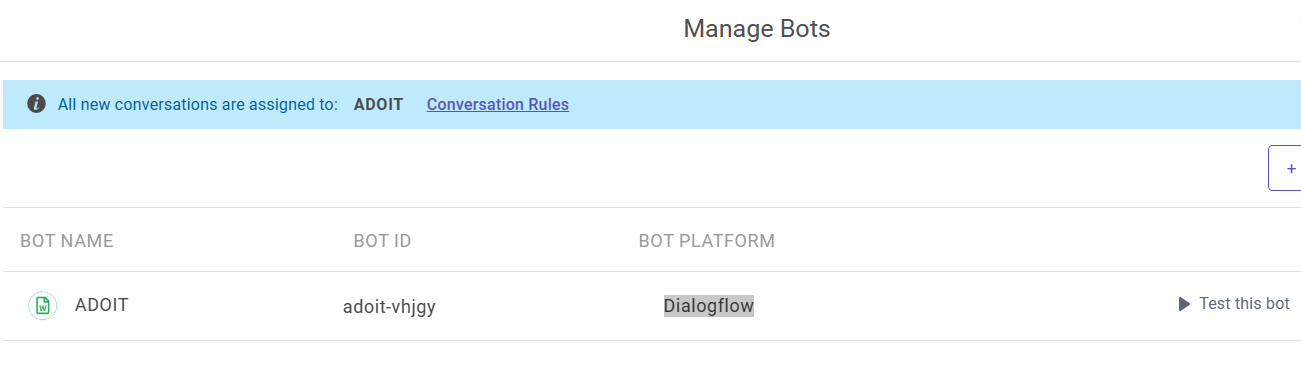 Manage Bots
i All new conversations are assigned to: ADOIT Conversation Rules
+
BOT NAME BOT ID BOT PLATFORM
W ADOIT adoit-vhjgy Dialogflow Test this bot